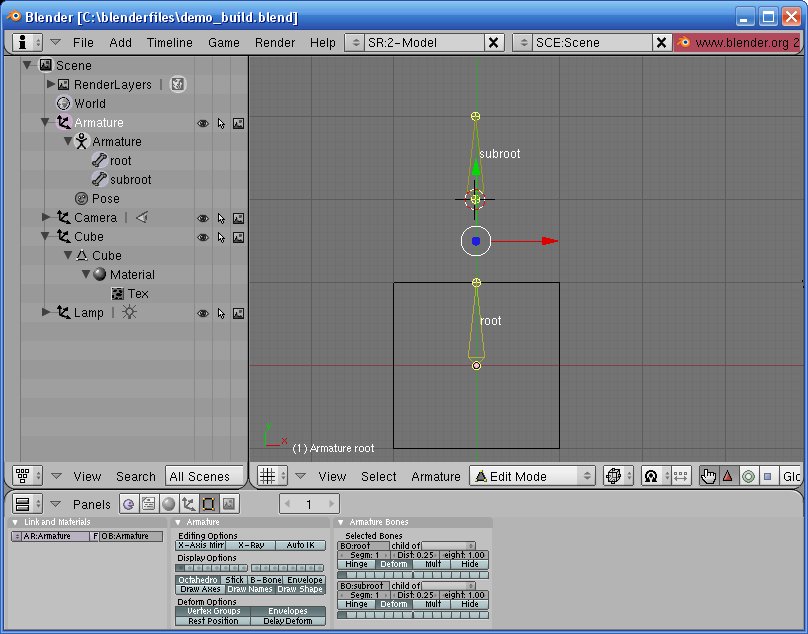 Blender [C:\blenderfiles\demo_build.blend]
File Add Timeline Game Render Help SR:2-Model SCE:Scene www.blender.org 2
Scene
RenderLayers
World
Armature
Armature
root
subroot
Pose
Camera
Cube
Cube
Material
Tex
Lamp
subroot
root
y
x
(1) Armature root
View Search All Scenes
View Select Armature Edit Mode Glo
Panels 1
Link and Materials
AR:Armature F OB:Armature
Armature
Editing Options
X-Axis Mirr X-Ray Auto IK
Display Options
Octahedro Stick B-Bone Envelope
Draw Axes Draw Names Draw Shape
Deform Options
Vertex Groups Envelopes
Rest Position Delay Deform
Armature Bones
Selected Bones
BO:root child of
Segm: 1 Dist: 0.25 eight: 1.00
Hinge Deform Mult Hide
BO:subroot child of
Segm: 1 Dist: 0.25 eight: 1.00
Hinge Deform Mult Hide